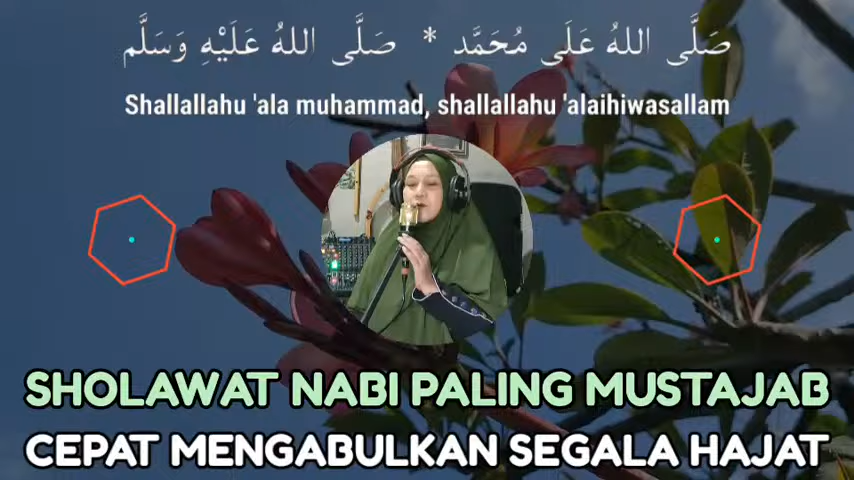 صَلَّى اللهُ عَلَى مُحَمَّد * صَلَّى اللهُ عَلَيْهِ وَسَلَّم
Shallallahu 'ala muhammad, shallallahu 'alaihiwasallam
SHOLAWAT NABI PALING MUSTAJAB
CEPAT MENGABULKAN SEGALA HAJAT